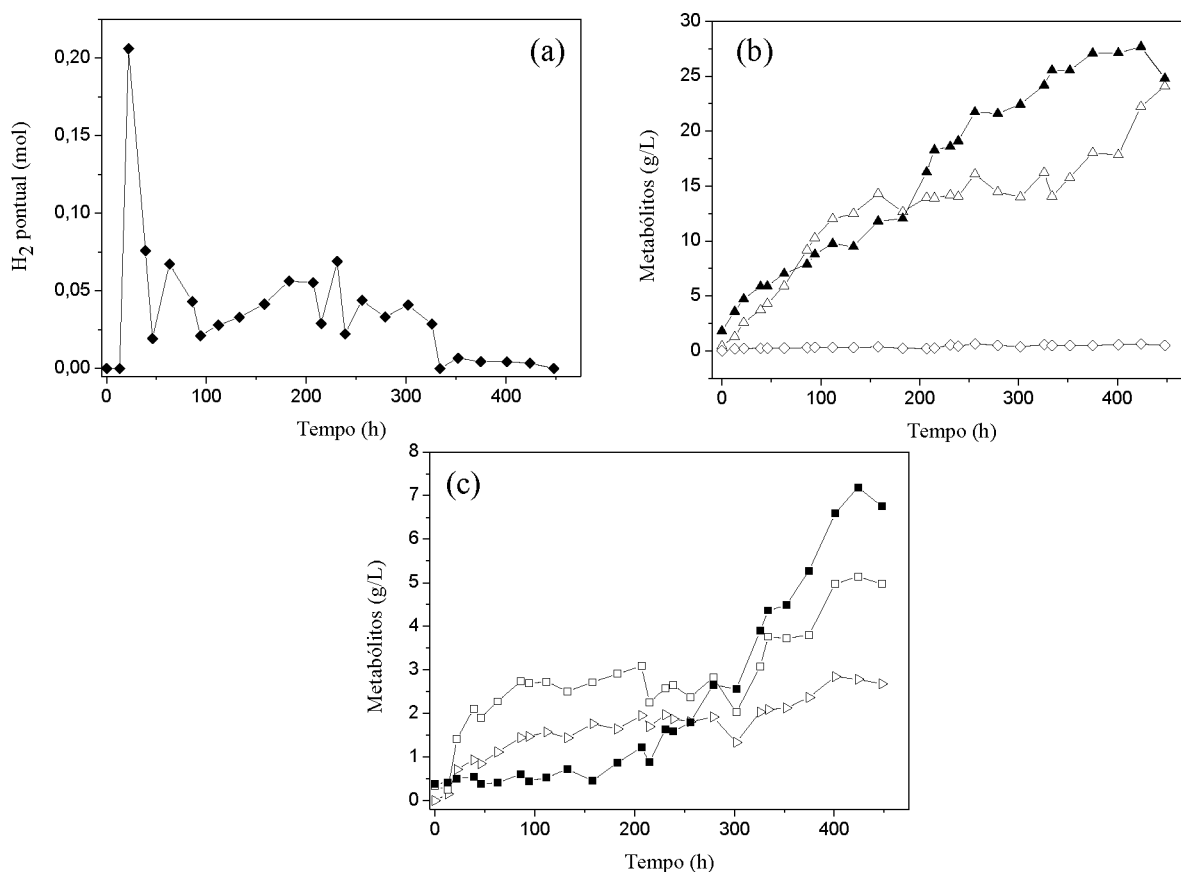 (a)
H2 pontual (mol)
0,20
0,15
0,10
0,05
0,00
0 100 200 300 400
Tempo (h)
(b)
Metabólitos (g/L)
30
25
20
15
10
5
0
0 100 200 300 400
Tempo (h)
(c)
Metabólitos (g/L)
8
7
6
5
4
3
2
1
0
0 100 200 300 400
Tempo (h)